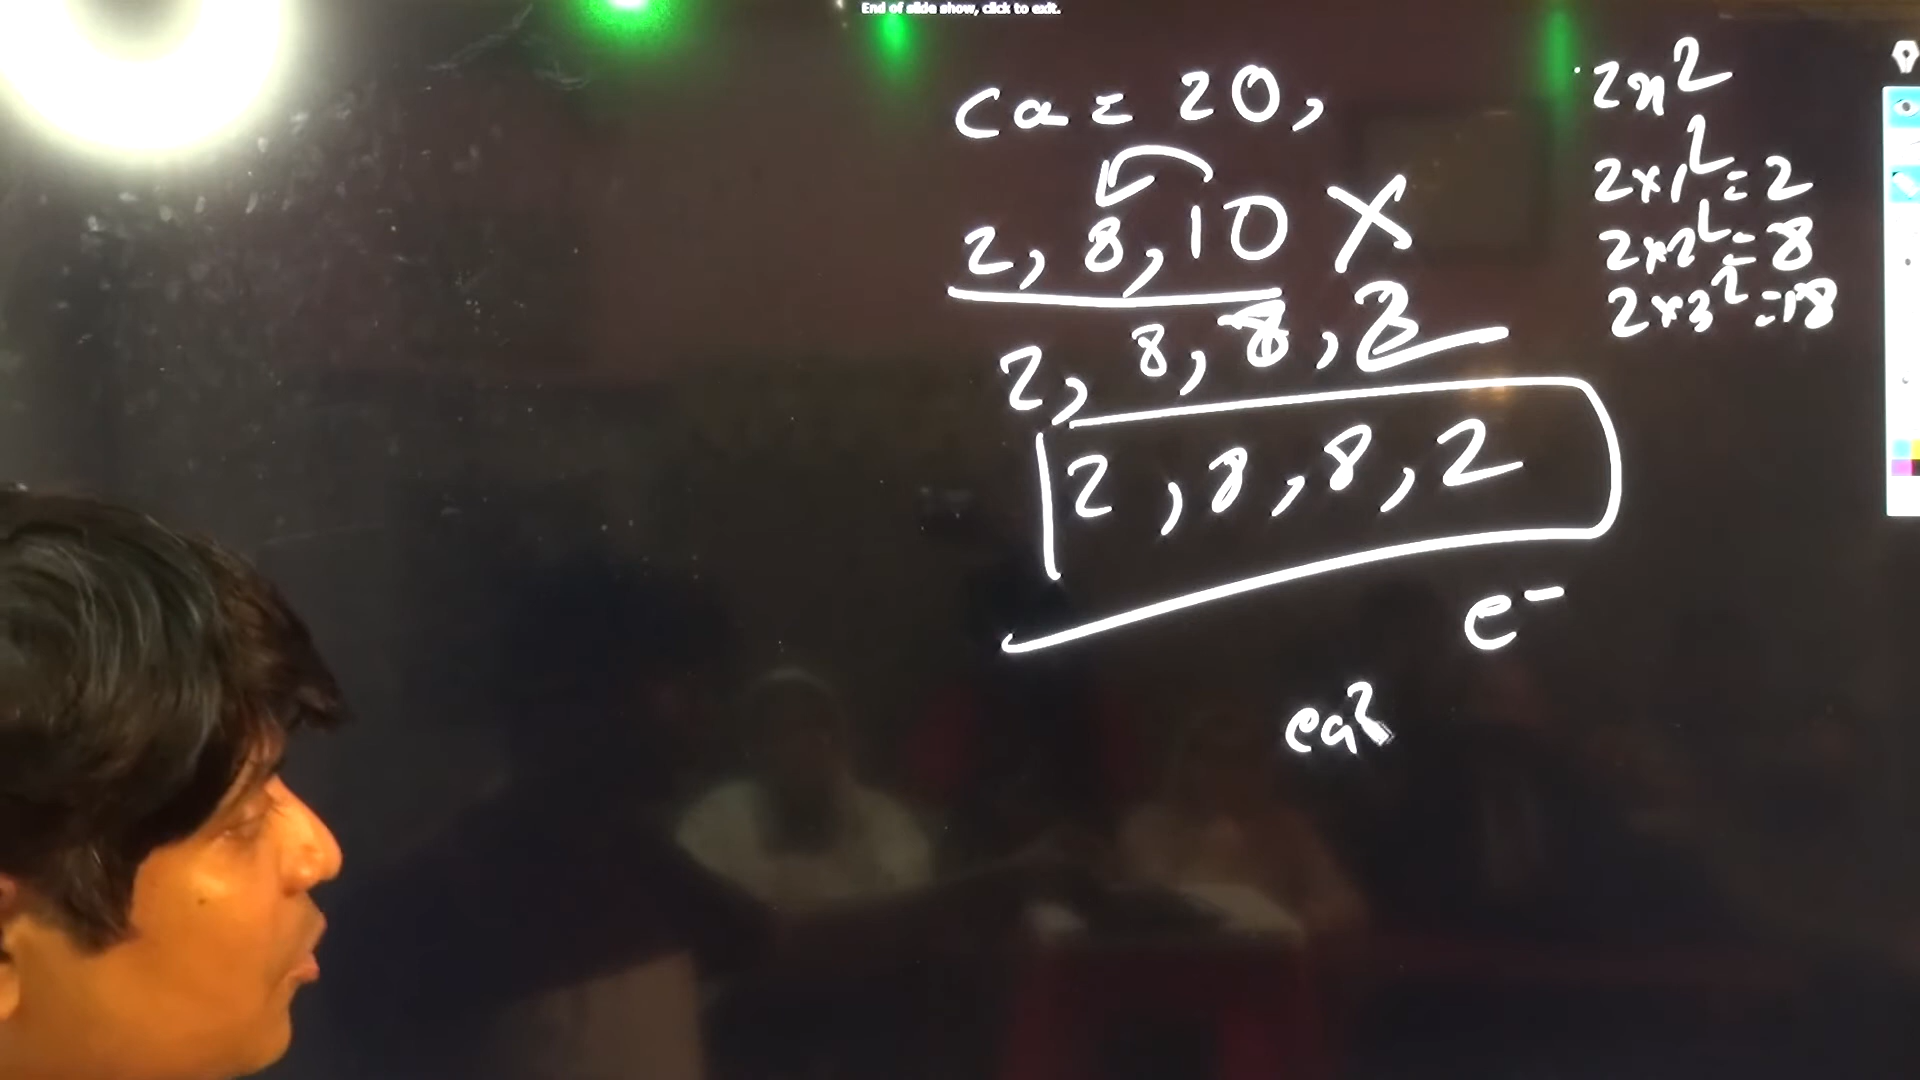 End of slide show, click to exit.
Ca = 20,
2, 8, 10 X
2, 8, 8, 2
2, 8, 8, 2
e⁻
ca²
2n²
2×1² = 2
2×2² = 8
2×3² = 18